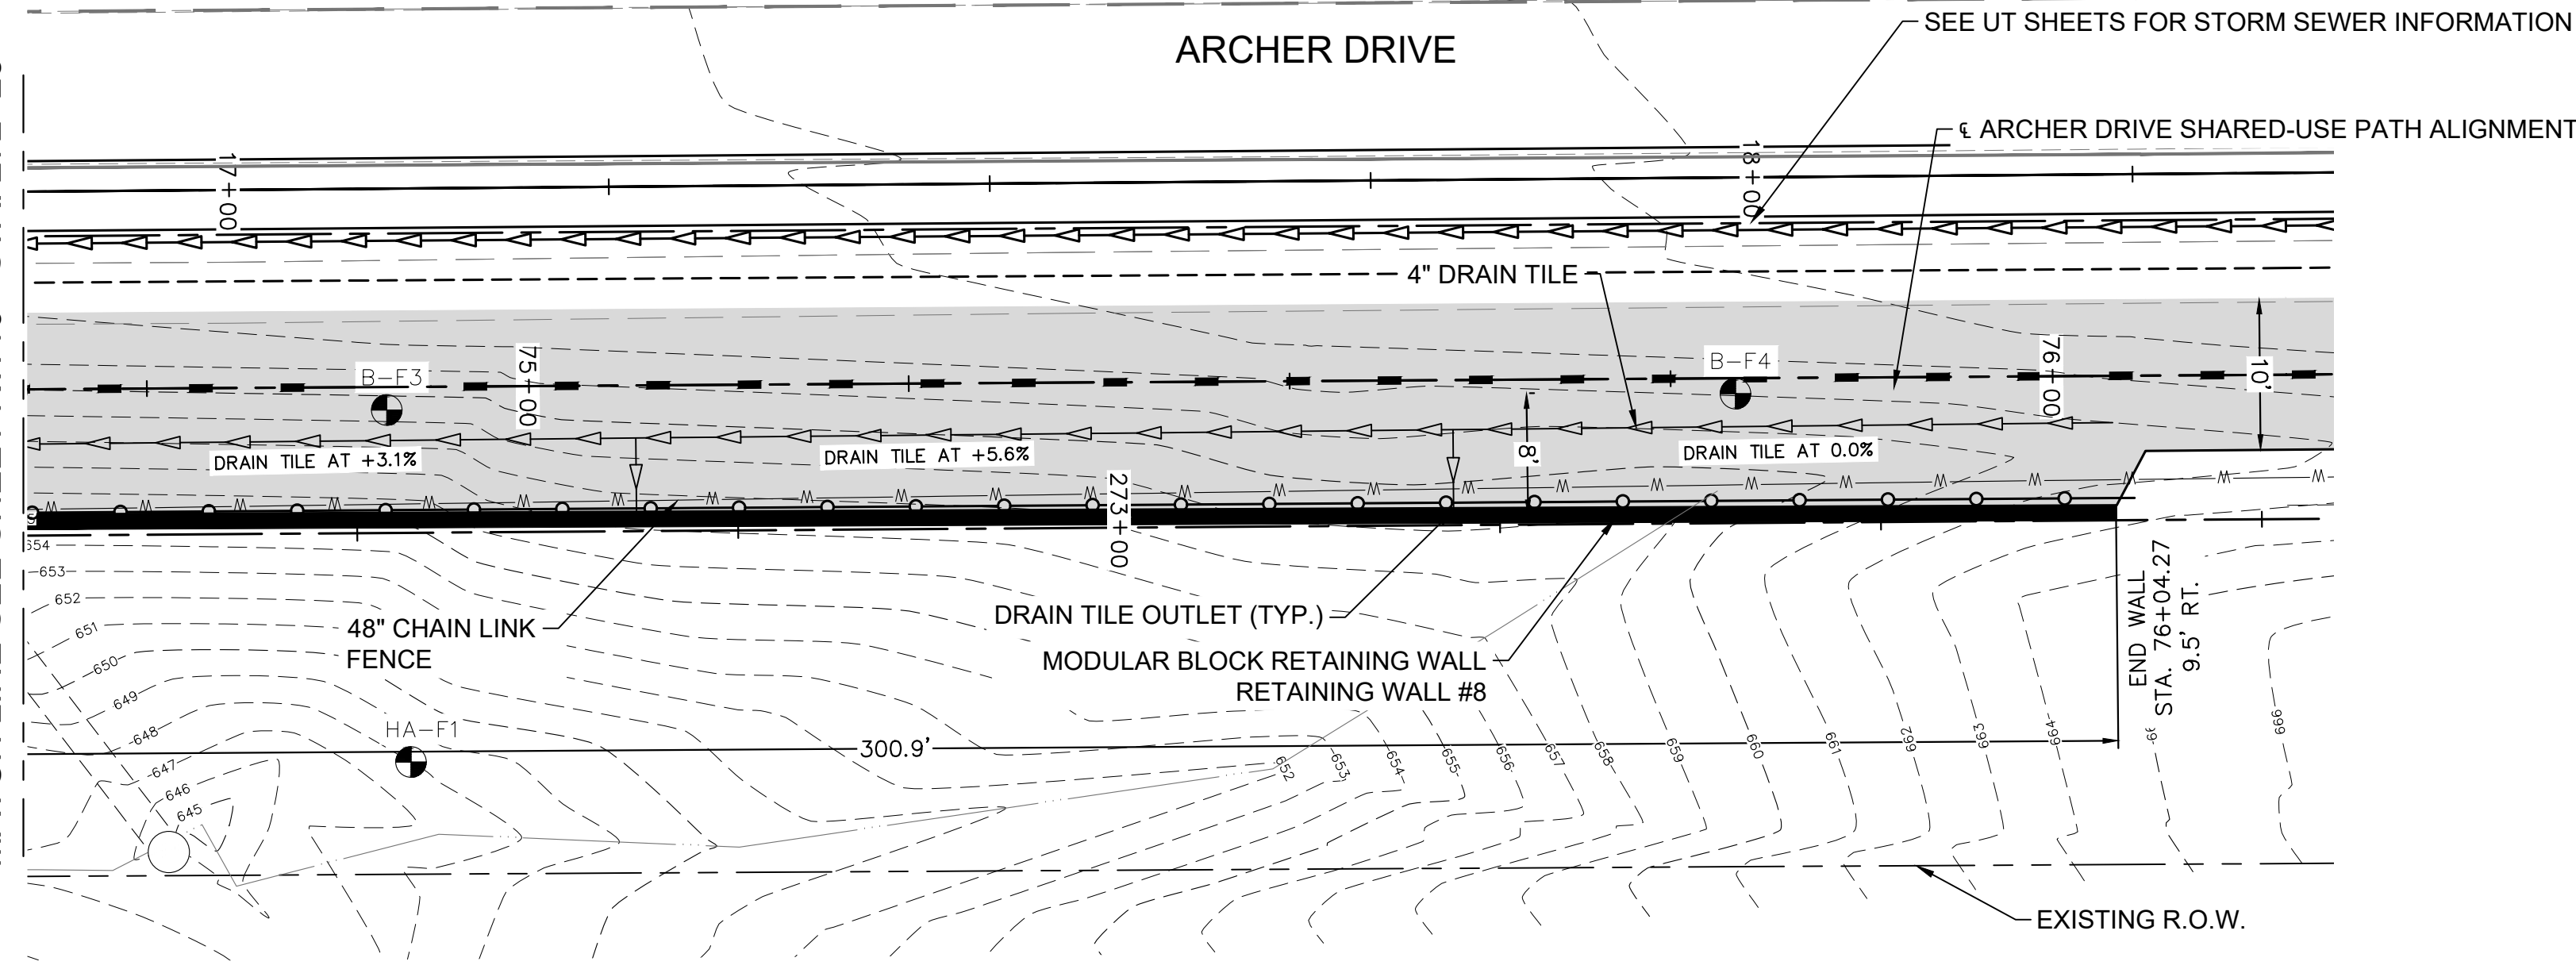 SEE UT SHEETS FOR STORM SEWER INFORMATION
ARCHER DRIVE
℄ ARCHER DRIVE SHARED-USE PATH ALIGNMENT
17+00
18+00
4" DRAIN TILE
B-F3
75+00
B-F4
76+00
10'
8'
DRAIN TILE AT +3.1%
DRAIN TILE AT +5.6%
DRAIN TILE AT 0.0%
273+00
654
653
652
651
650
649
648
647
646
645
48" CHAIN LINK
FENCE
DRAIN TILE OUTLET (TYP.)
MODULAR BLOCK RETAINING WALL
RETAINING WALL #8
END WALL
STA. 76+04.27
9.5' RT.
HA-F1
300.9'
652
653
654
655
656
657
658
659
660
661
662
663
664
666
EXISTING R.O.W.